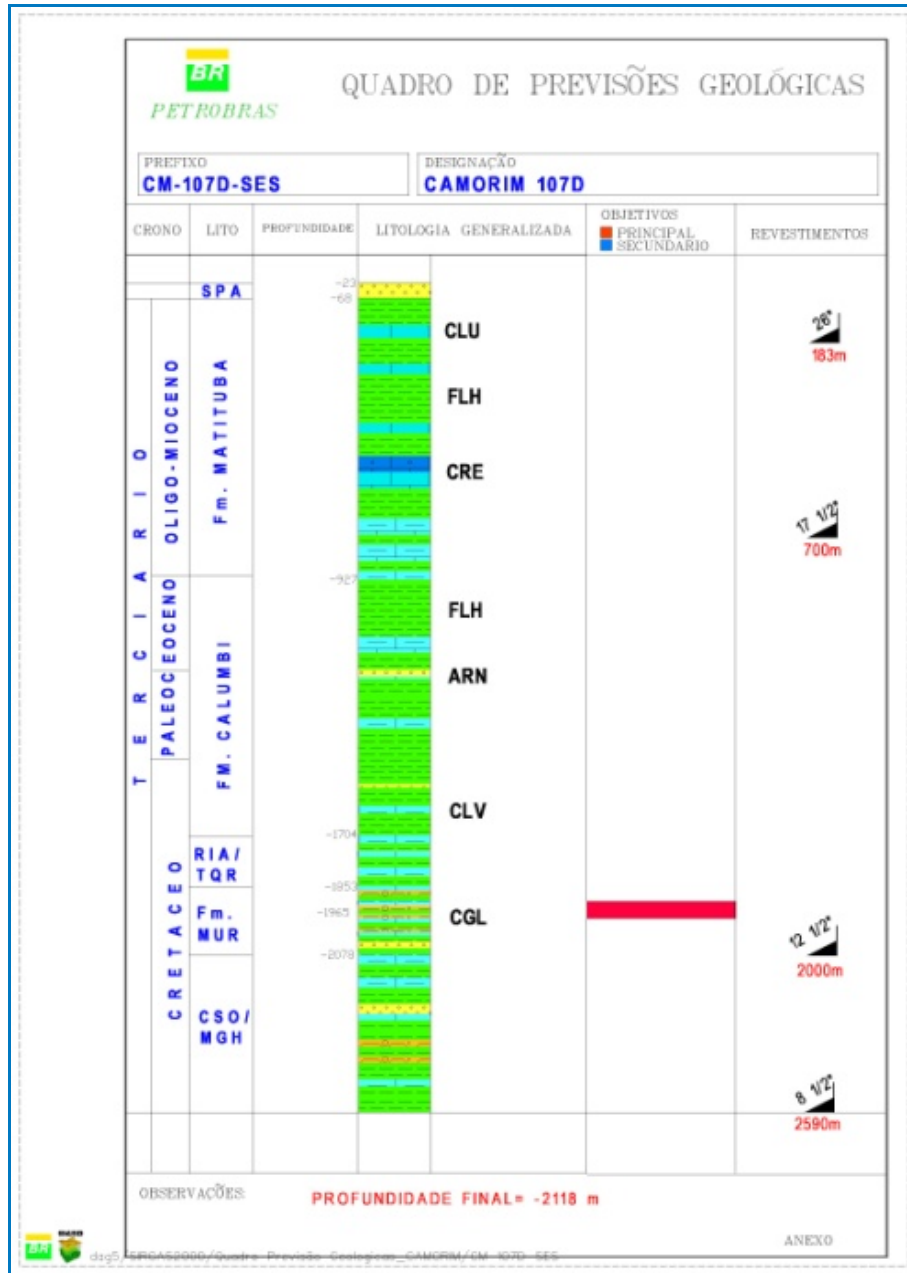 BR
PETROBRAS
QUADRO DE PREVISÕES GEOLÓGICAS
PREFIXO
CM-107D-SES
DESIGNAÇÃO
CAMORIM 107D
CRONO
LITO
PROFUNDIDADE
LITOLOGIA GENERALIZADA
OBJETIVOS
PRINCIPAL
SECUNDARIO
REVESTIMENTOS
TERCIARIO
OLIGO-MIOCENO
EOCENO
PALEOC
CRETACEO
SPA
Fm. MATITUBA
FM. CALUMBI
RIA/
TQR
Fm.
MUR
CSO/
MGH
-23
-68
-927
-1704
-1853
-1965
-2078
CLU
FLH
CRE
FLH
ARN
CLV
CGL
26"
183m
17 1/2"
700m
12 1/2"
2000m
8 1/2"
2590m
OBSERVAÇÕES:
PROFUNDIDADE FINAL= -2118 m
ANEXO
BR